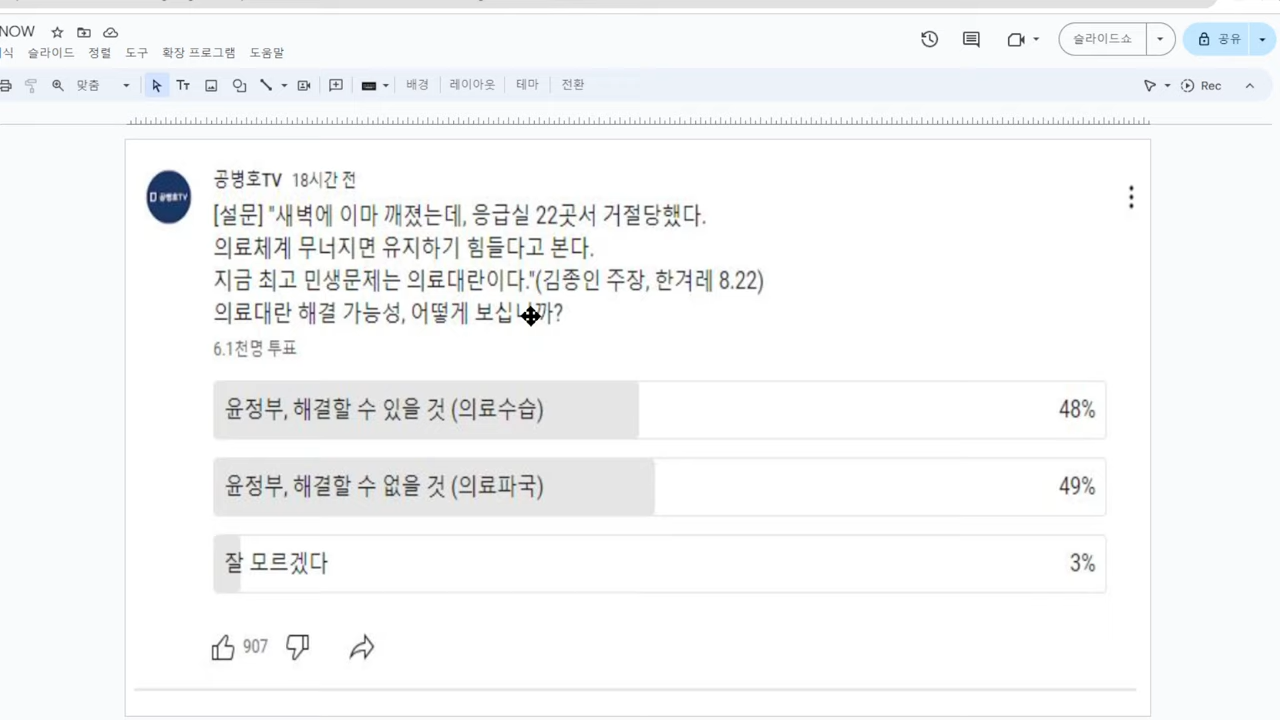 NOW
식 슬라이드 정렬 도구 확장 프로그램 도움말
슬라이드쇼
공유
맞춤
Tт
배경 레이아웃 테마 전환
Rec
공병호TV
공병호TV 18시간 전
[설문] "새벽에 이마 깨졌는데, 응급실 22곳서 거절당했다.
의료체계 무너지면 유지하기 힘들다고 본다.
지금 최고 민생문제는 의료대란이다."(김종인 주장, 한겨레 8.22)
의료대란 해결 가능성, 어떻게 보십니까?
6.1천명 투표
윤정부, 해결할 수 있을 것 (의료수습) 48%
윤정부, 해결할 수 없을 것 (의료파국) 49%
잘 모르겠다 3%
907